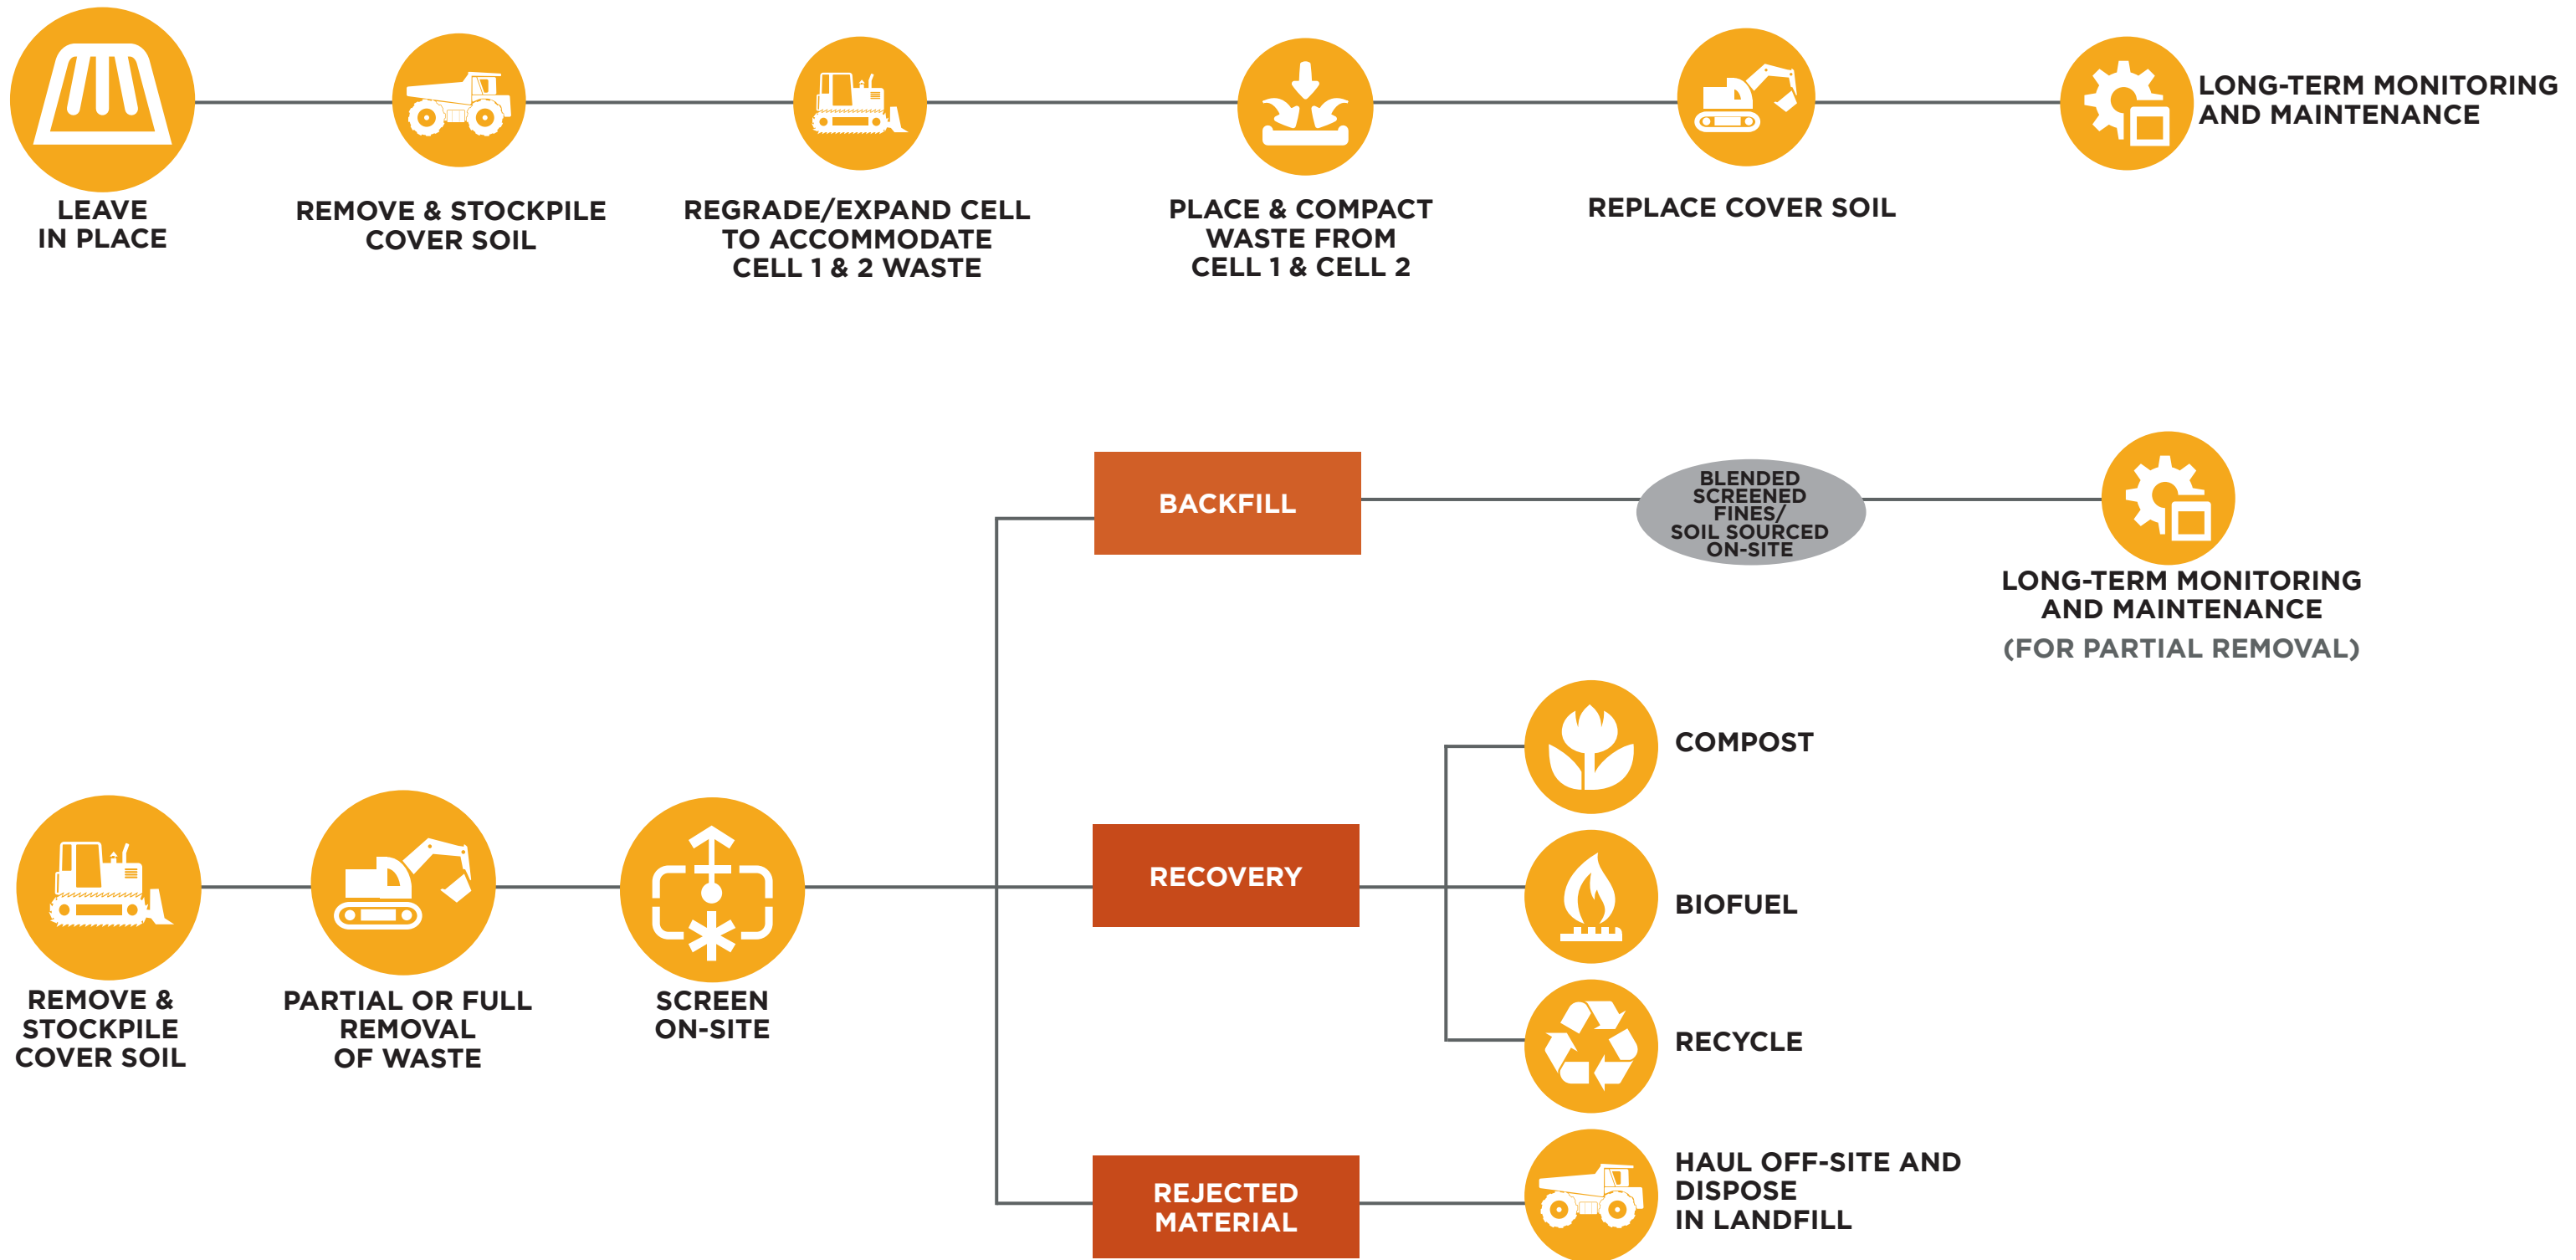 LEAVE
IN PLACE
REMOVE & STOCKPILE
COVER SOIL
REGRADE/EXPAND CELL
TO ACCOMMODATE
CELL 1 & 2 WASTE
PLACE & COMPACT
WASTE FROM
CELL 1 & CELL 2
REPLACE COVER SOIL
LONG-TERM MONITORING
AND MAINTENANCE
BACKFILL
BLENDED
SCREENED
FINES/
SOIL SOURCED
ON-SITE
LONG-TERM MONITORING
AND MAINTENANCE
(FOR PARTIAL REMOVAL)
REMOVE &
STOCKPILE
COVER SOIL
PARTIAL OR FULL
REMOVAL
OF WASTE
SCREEN
ON-SITE
RECOVERY
COMPOST
BIOFUEL
RECYCLE
REJECTED
MATERIAL
HAUL OFF-SITE AND
DISPOSE
IN LANDFILL